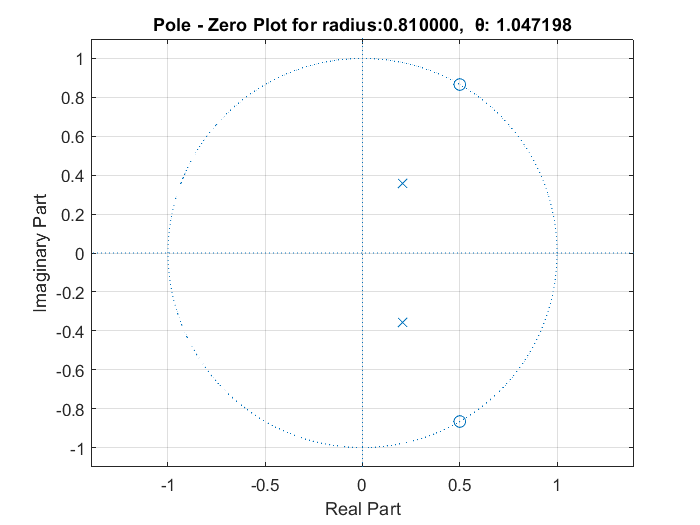 Pole - Zero Plot for radius:0.810000,  θ: 1.047198
1
0.8
0.6
0.4
0.2
0
-0.2
-0.4
-0.6
-0.8
-1
Imaginary Part
-1 -0.5 0 0.5 1
Real Part